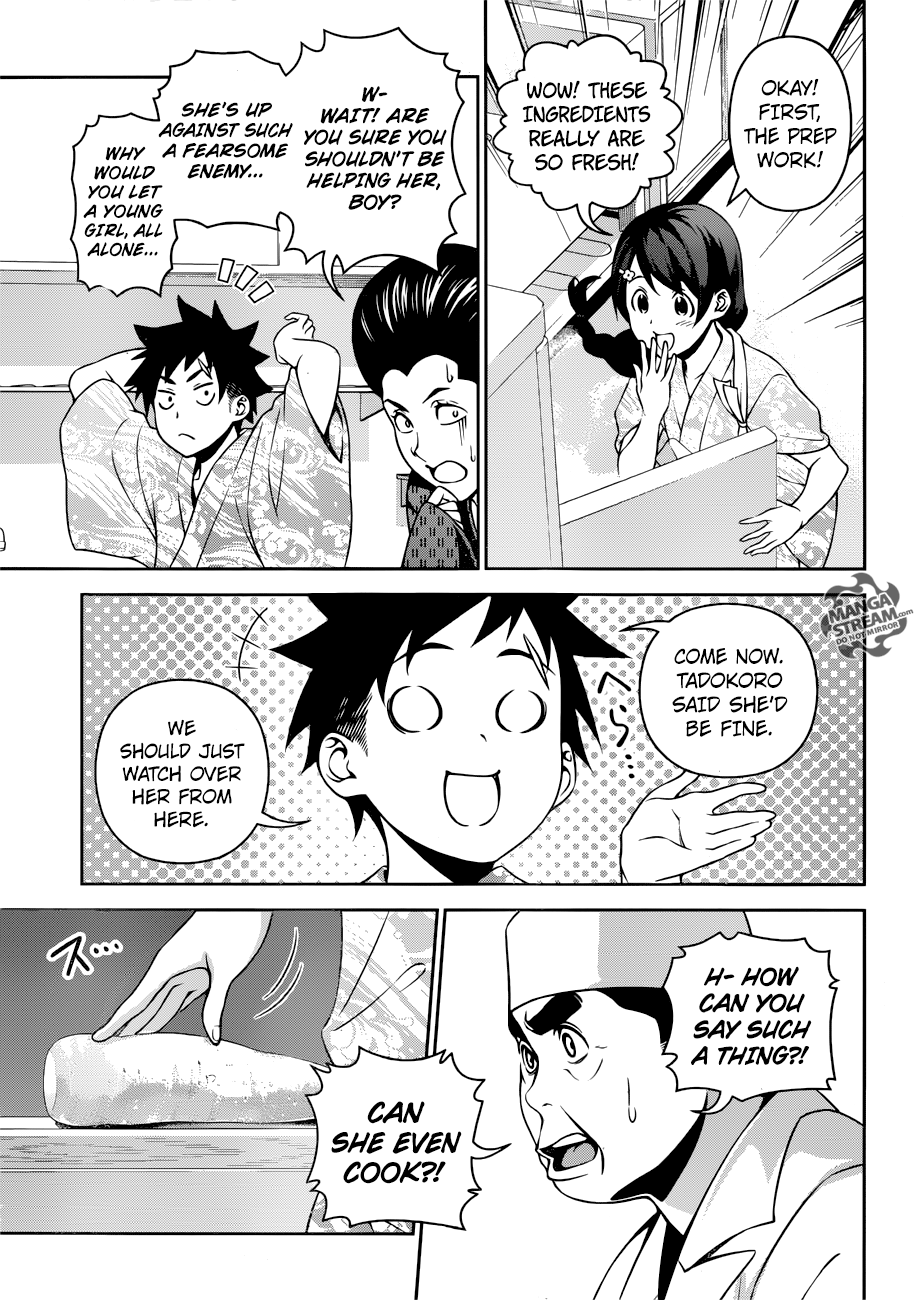 OKAY!
FIRST,
THE PREP
WORK!
WOW! THESE
INGREDIENTS
REALLY ARE
SO FRESH!
W-
WAIT! ARE
YOU SURE YOU
SHOULDN'T BE
HELPING HER,
BOY?
SHE'S UP
AGAINST SUCH
A FEARSOME
ENEMY...
WHY
WOULD
YOU LET
A YOUNG
GIRL, ALL
ALONE...
MANGA
STREAM.com
DO NOT MIRROR
COME NOW.
TADOKORO
SAID SHE'D
BE FINE.
へら…
WE
SHOULD JUST
WATCH OVER
HER FROM
HERE.
H- HOW
CAN YOU
SAY SUCH
A THING?!
CAN
SHE EVEN
COOK?!
ス…